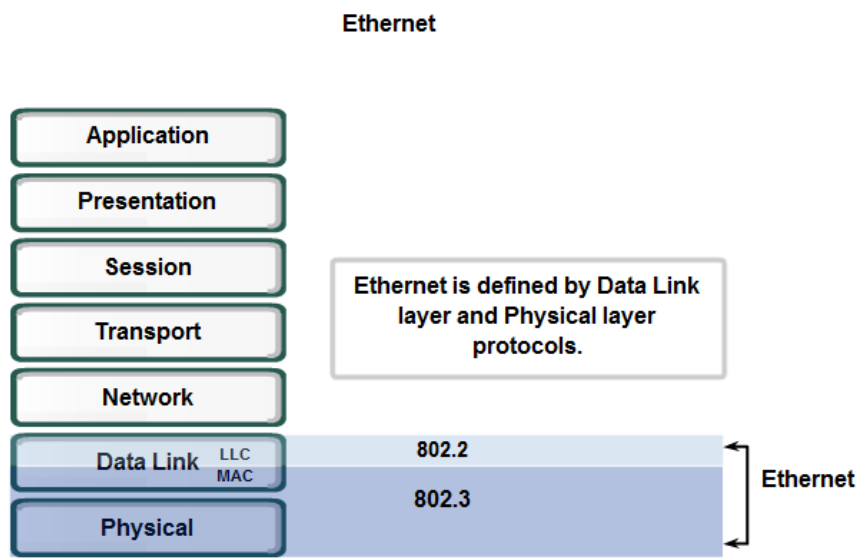 Ethernet
Application
Presentation
Session
Ethernet is defined by Data Link
layer and Physical layer
protocols.
Transport
Network
Data Link
LLC
MAC
802.2
802.3
Ethernet
Physical